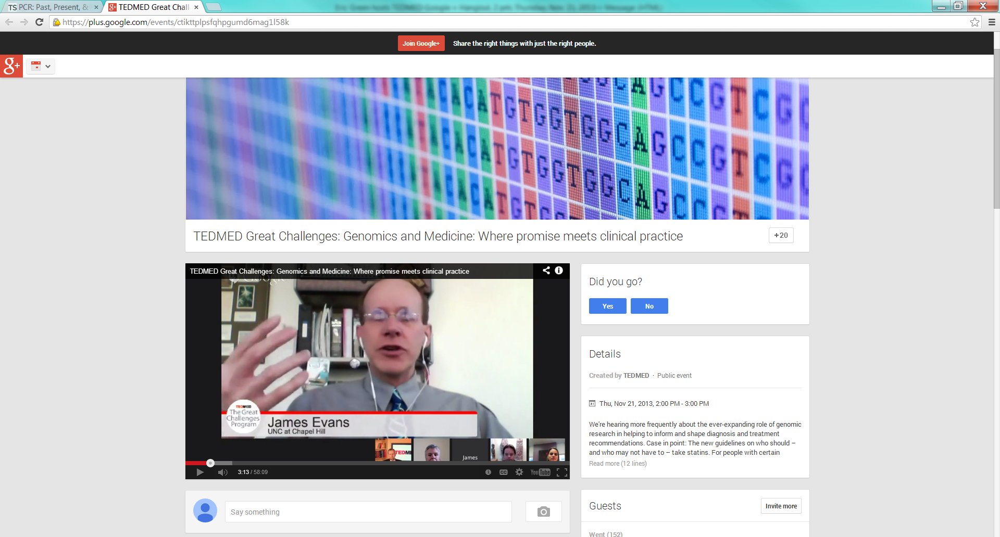 TS PCR: Past, Present, &
TEDMED Great Chall
Eric Green hosts TEDMED Google + Hangout, 2 pm, Thursday, Nov. 21, 2013 - Message (HTML)
https://plus.google.com/events/ctikttplpsfqhpgumd6mag1l58k
Join Google+ Share the right things with just the right people.
g+
TEDMED Great Challenges: Genomics and Medicine: Where promise meets clinical practice
+20
TEDMED Great Challenges: Genomics and Medicine: Where promise meets clinical practice
Google
TEDMED
The Great
Challenges
Program
James Evans
UNC at Chapel Hill
TEDM
James
3:13 / 58:09
CC
YouTube
Did you go?
Yes No
Details
Created by TEDMED · Public event
31 Thu, Nov 21, 2013, 2:00 PM - 3:00 PM
We're hearing more frequently about the ever-expanding role of genomic
research in helping to inform and shape diagnosis and treatment
recommendations. Case in point: The new guidelines on who should –
and who may not have to – take statins. For people with certain
Read more (12 lines)
Say something
Guests
Invite more
Went (152)